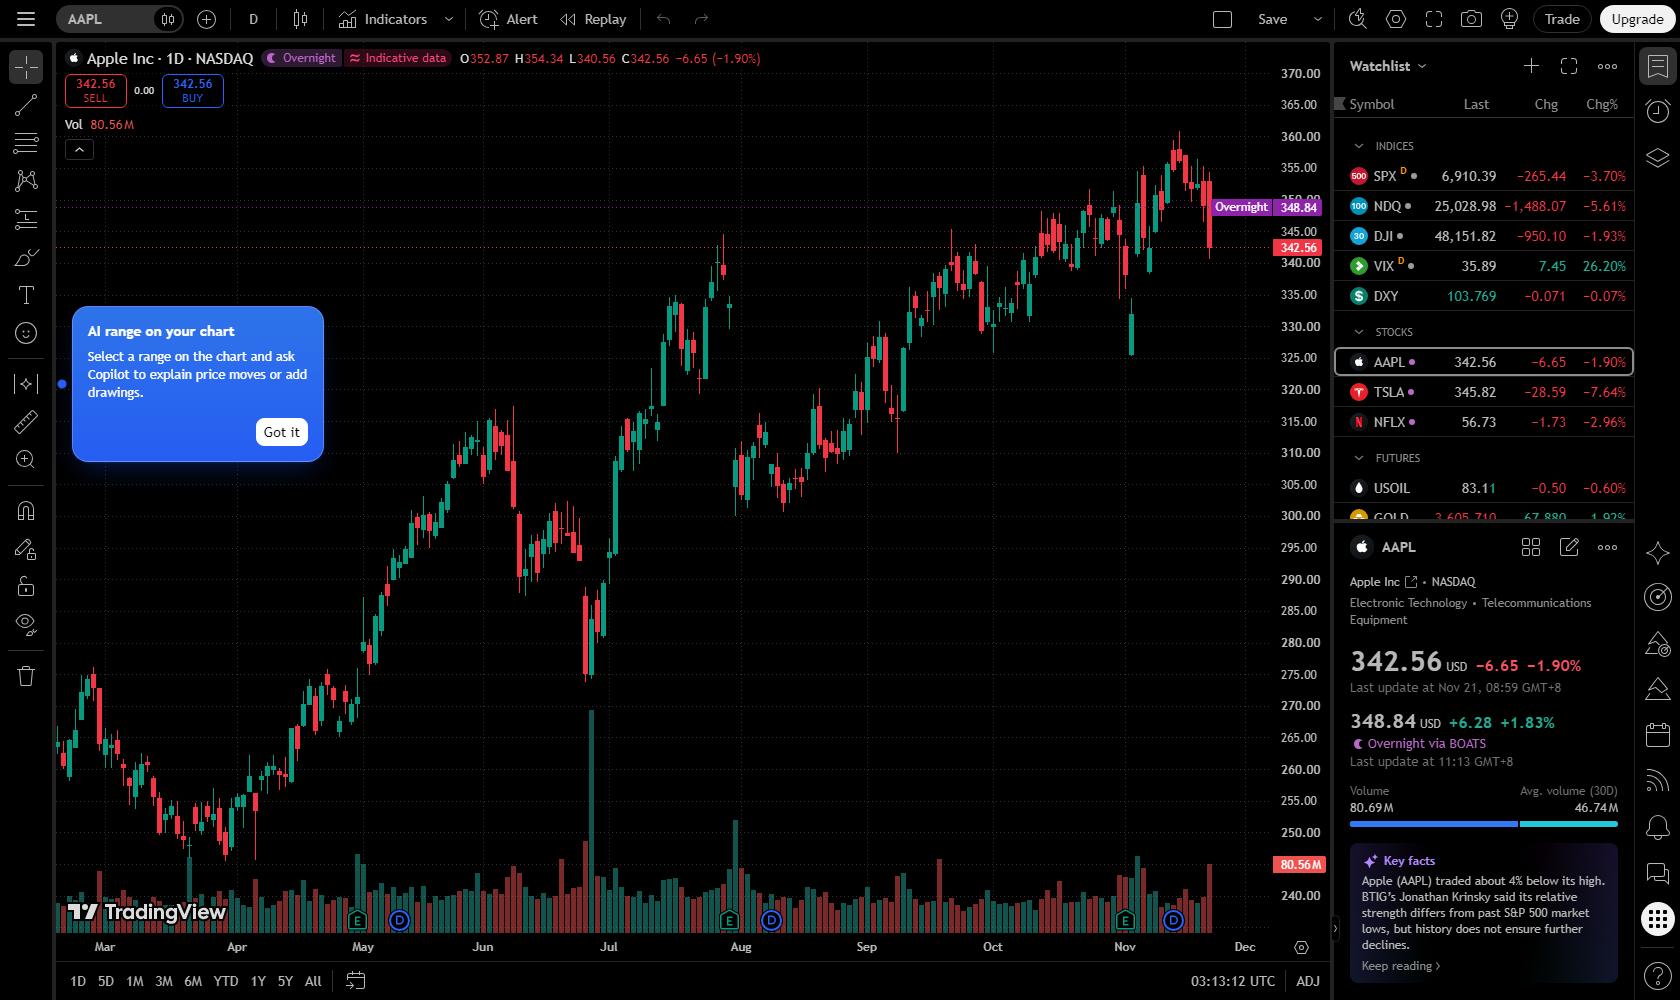 AAPL
D
Indicators
Alert
Replay
Save
Trade
Upgrade
Apple Inc · 1D · NASDAQ
Overnight
Indicative data
O352.87 H354.34 L340.56 C342.56 −6.65 (−1.90%)
342.56
SELL
0.00
342.56
BUY
Vol 80.56M
AI range on your chart
Select a range on the chart and ask
Copilot to explain price moves or add
drawings.
Got it
370.00
365.00
360.00
355.00
Overnight 348.84
345.00
342.56
340.00
335.00
330.00
325.00
320.00
315.00
310.00
305.00
300.00
295.00
290.00
285.00
280.00
275.00
270.00
265.00
260.00
255.00
250.00
80.56M
240.00
TradingView
E
D
E
D
E
D
Mar
Apr
May
Jun
Jul
Aug
Sep
Oct
Nov
Dec
1D 5D 1M 3M 6M YTD 1Y 5Y All
03:13:12 UTC
ADJ
Watchlist
Symbol Last Chg Chg%
INDICES
500 SPX D 6,910.39 −265.44 −3.70%
100 NDQ 25,028.98 −1,488.07 −5.61%
30 DJI 48,151.82 −950.10 −1.93%
VIX D 35.89 7.45 26.20%
DXY 103.769 −0.071 −0.07%
STOCKS
AAPL 342.56 −6.65 −1.90%
TSLA 345.82 −28.59 −7.64%
NFLX 56.73 −1.73 −2.96%
FUTURES
USOIL 83.11 −0.50 −0.60%
GOLD 3,605.710 67.880 1.92%
AAPL
Apple Inc • NASDAQ
Electronic Technology • Telecommunications
Equipment
342.56 USD −6.65 −1.90%
Last update at Nov 21, 08:59 GMT+8
348.84 USD +6.28 +1.83%
Overnight via BOATS
Last update at 11:13 GMT+8
Volume Avg. volume (30D)
80.69M 46.74M
Key facts
Apple (AAPL) traded about 4% below its high.
BTIG’s Jonathan Krinsky said its relative
strength differs from past S&P 500 market
lows, but history does not ensure further
declines.
Keep reading